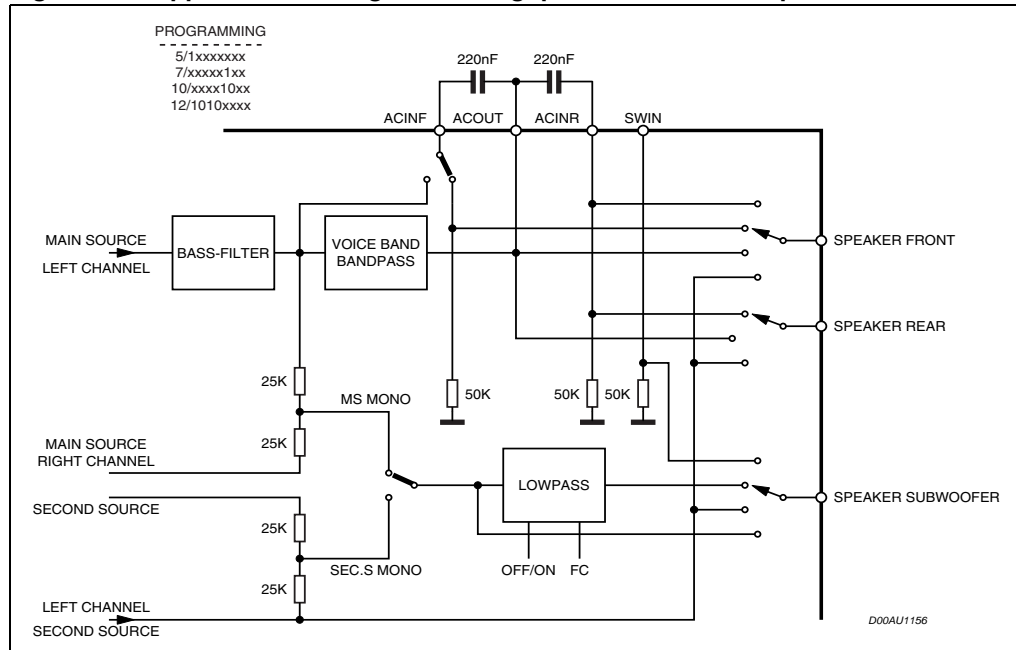 PROGRAMMING
5/1xxxxxxx
7/xxxxx1xx
10/xxxx10xx
12/1010xxxx
220nF
220nF
ACINF
ACOUT
ACINR
SWIN
MAIN SOURCE
LEFT CHANNEL
BASS-FILTER
VOICE BAND
BANDPASS
SPEAKER FRONT
SPEAKER REAR
25K
MS MONO
50K
50K
50K
25K
MAIN SOURCE
RIGHT CHANNEL
LOWPASS
SPEAKER SUBWOOFER
SECOND SOURCE
25K
SEC.S MONO
OFF/ON
FC
25K
LEFT CHANNEL
SECOND SOURCE
D00AU1156